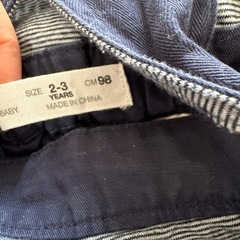 BABY SIZE 2-3 YEARS CM 98
MADE IN CHINA